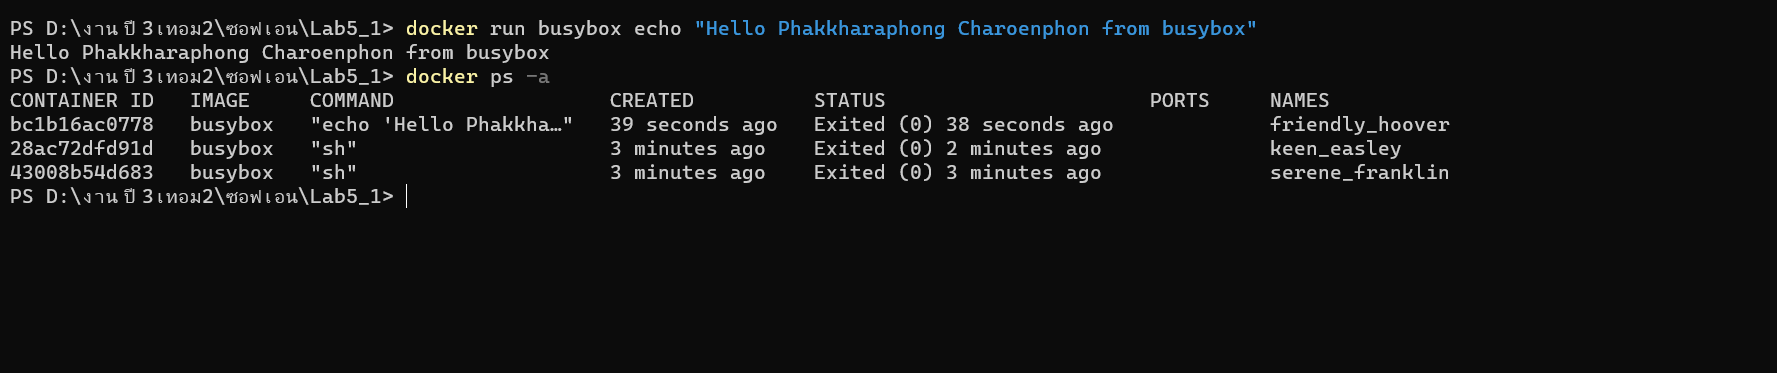 PS D:\งาน ปี 3เทอม2\ซอฟเอน\Lab5_1> docker run busybox echo "Hello Phakkharaphong Charoenphon from busybox"
Hello Phakkharaphong Charoenphon from busybox
PS D:\งาน ปี 3เทอม2\ซอฟเอน\Lab5_1> docker ps -a
CONTAINER ID   IMAGE     COMMAND                  CREATED          STATUS                      PORTS     NAMES
bc1b16ac0778   busybox   "echo 'Hello Phakkha…"   39 seconds ago   Exited (0) 38 seconds ago             friendly_hoover
28ac72dfd91d   busybox   "sh"                     3 minutes ago    Exited (0) 2 minutes ago              keen_easley
43008b54d683   busybox   "sh"                     3 minutes ago    Exited (0) 3 minutes ago              serene_franklin
PS D:\งาน ปี 3เทอม2\ซอฟเอน\Lab5_1>